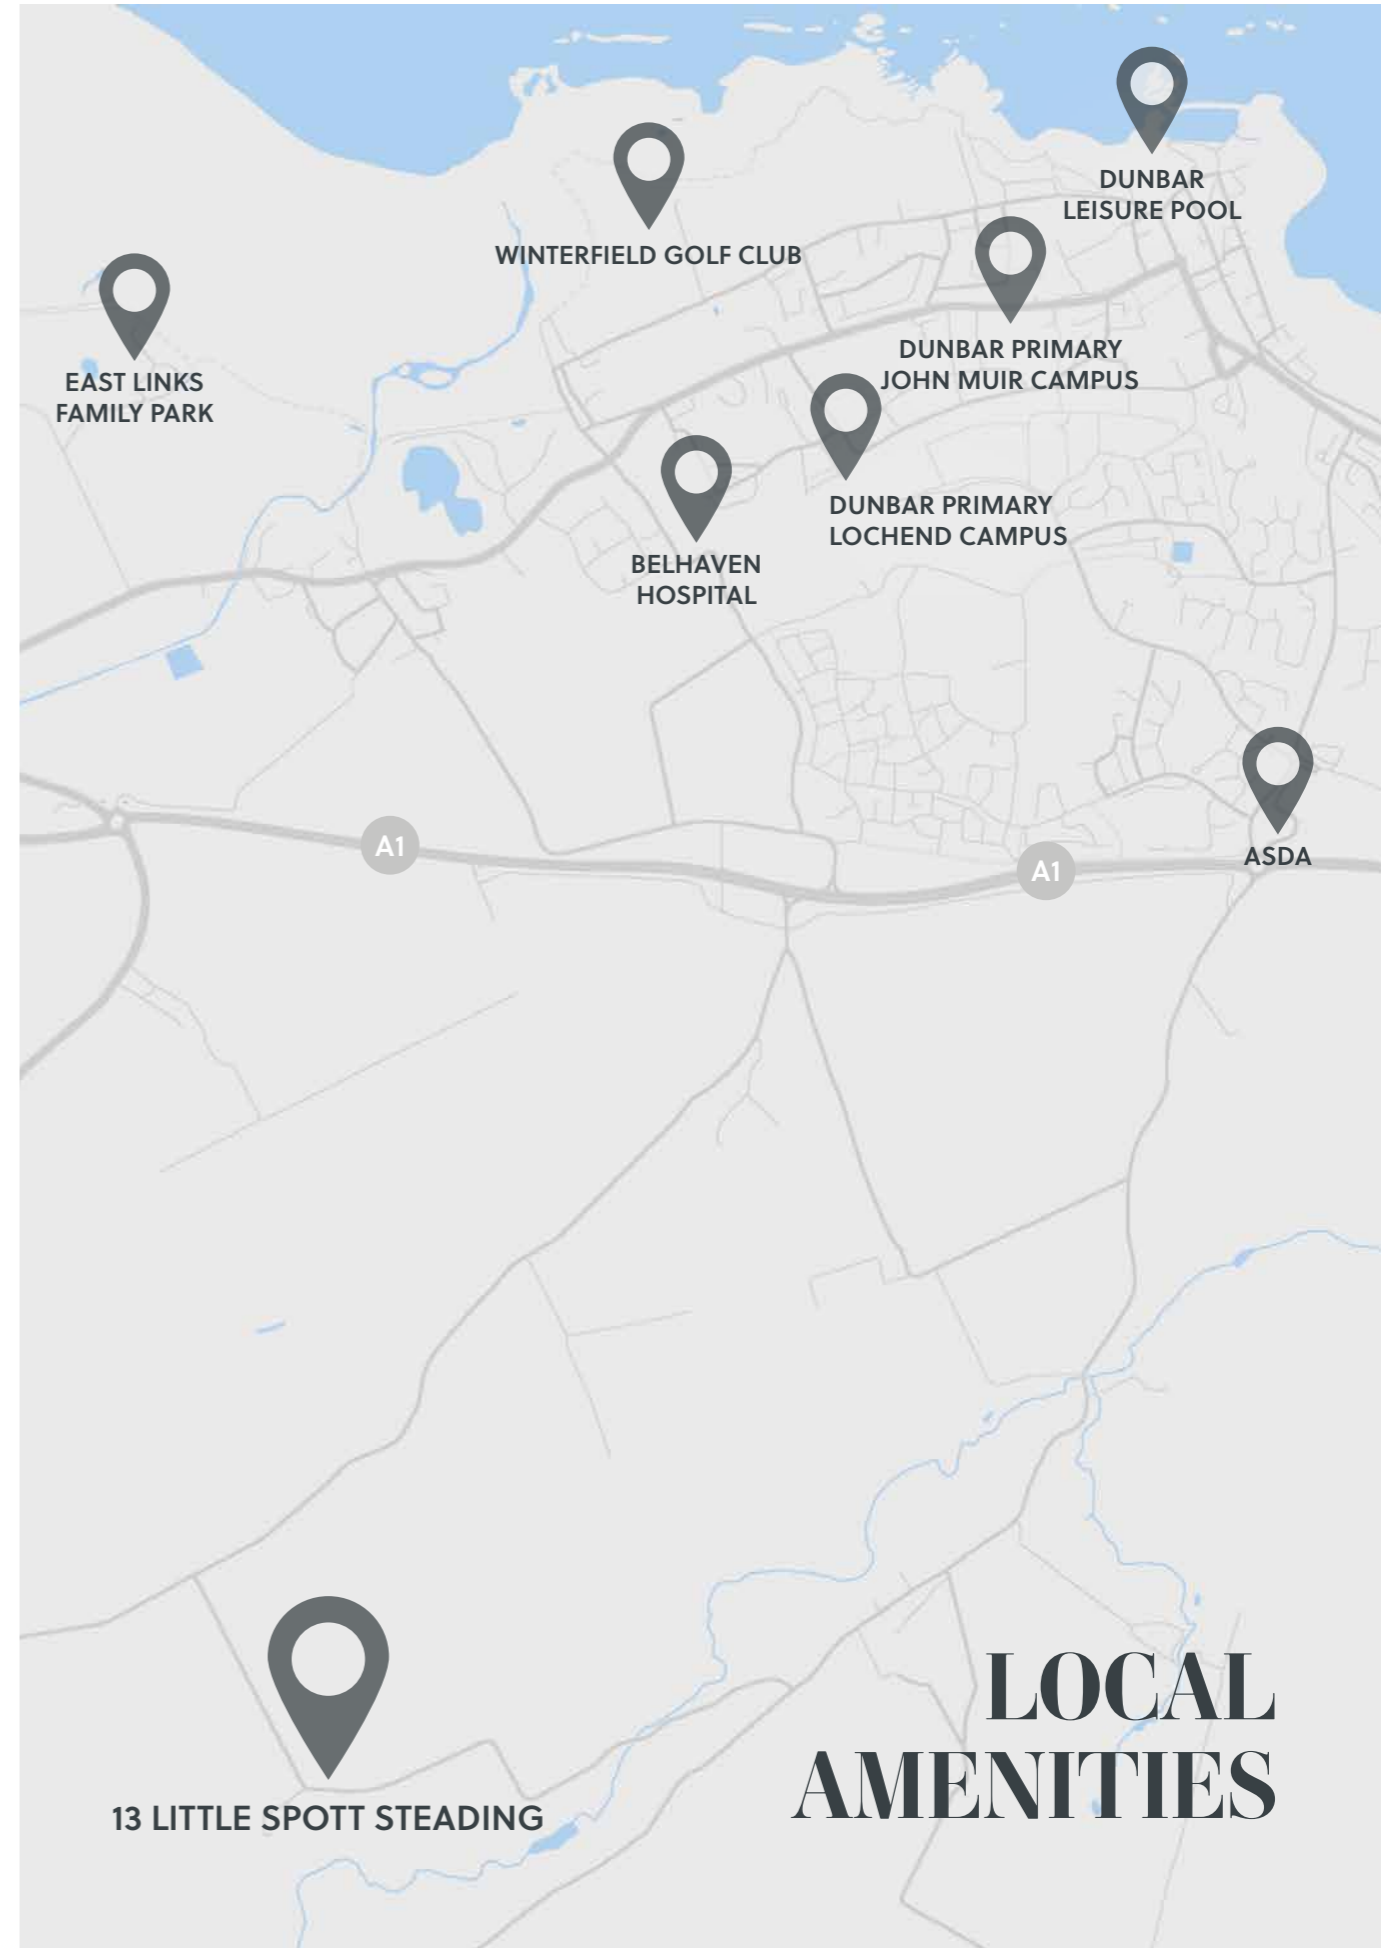 DUNBAR
LEISURE POOL
WINTERFIELD GOLF CLUB
DUNBAR PRIMARY
JOHN MUIR CAMPUS
EAST LINKS
FAMILY PARK
DUNBAR PRIMARY
LOCHEND CAMPUS
BELHAVEN
HOSPITAL
A1
A1
ASDA
LOCAL
AMENITIES
13 LITTLE SPOTT STEADING